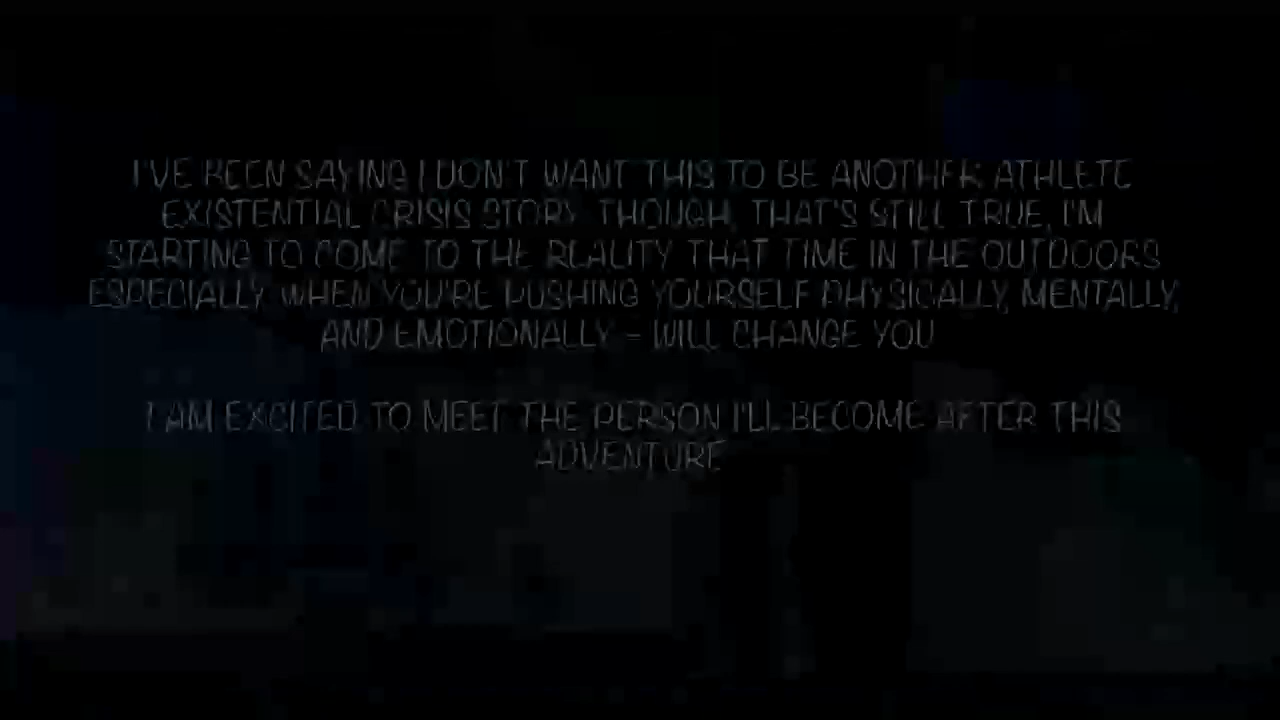 I'VE BEEN SAYING I DON'T WANT THIS TO BE ANOTHER ATHLETE
EXISTENTIAL CRISIS STORY. THOUGH, THAT'S STILL TRUE, I'M
STARTING TO COME TO THE REALITY THAT TIME IN THE OUTDOORS
ESPECIALLY WHEN YOU'RE PUSHING YOURSELF PHYSICALLY, MENTALLY,
AND EMOTIONALLY – WILL CHANGE YOU
I AM EXCITED TO MEET THE PERSON I'LL BECOME AFTER THIS
ADVENTURE